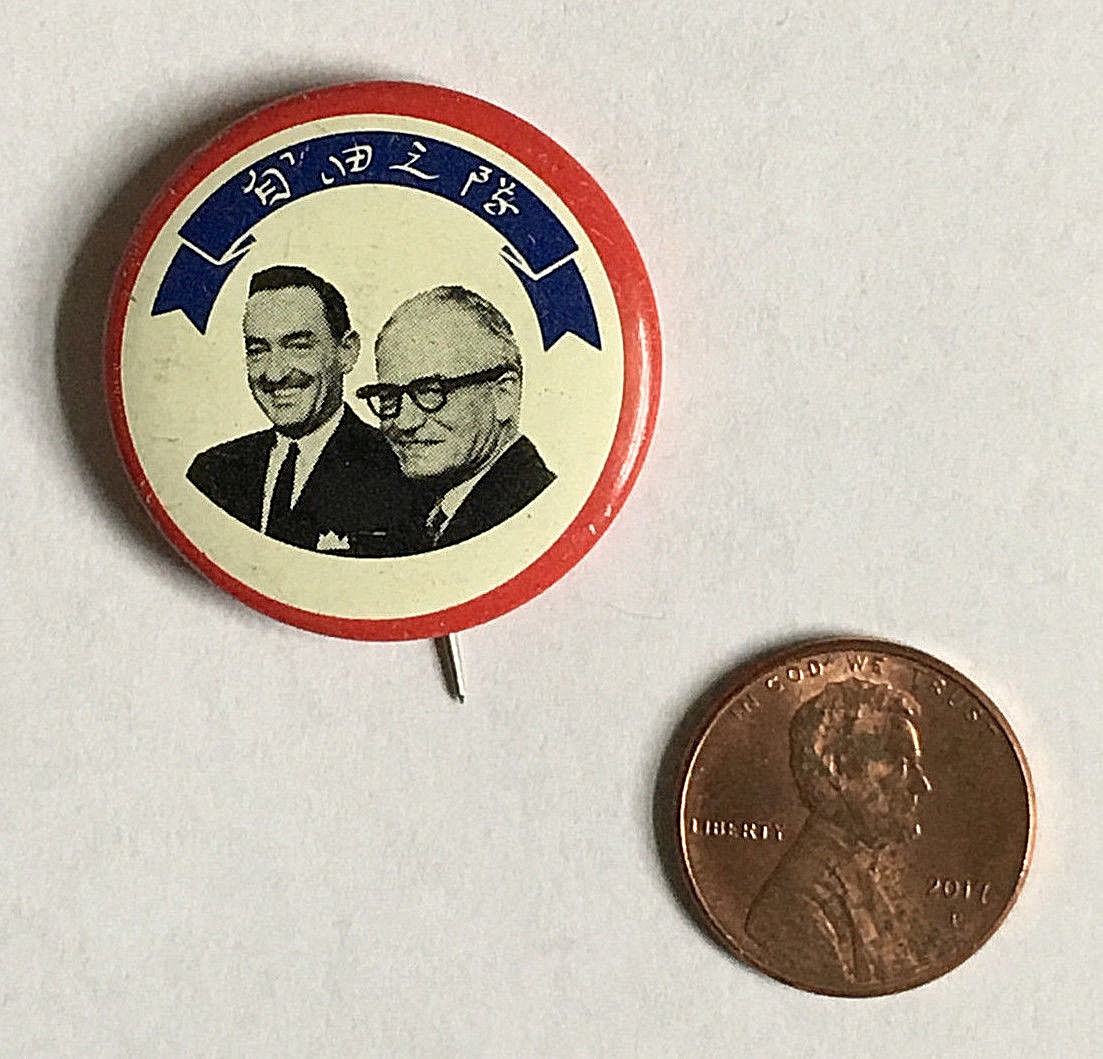 自由之隊
IN GOD WE TRUST
LIBERTY
2017